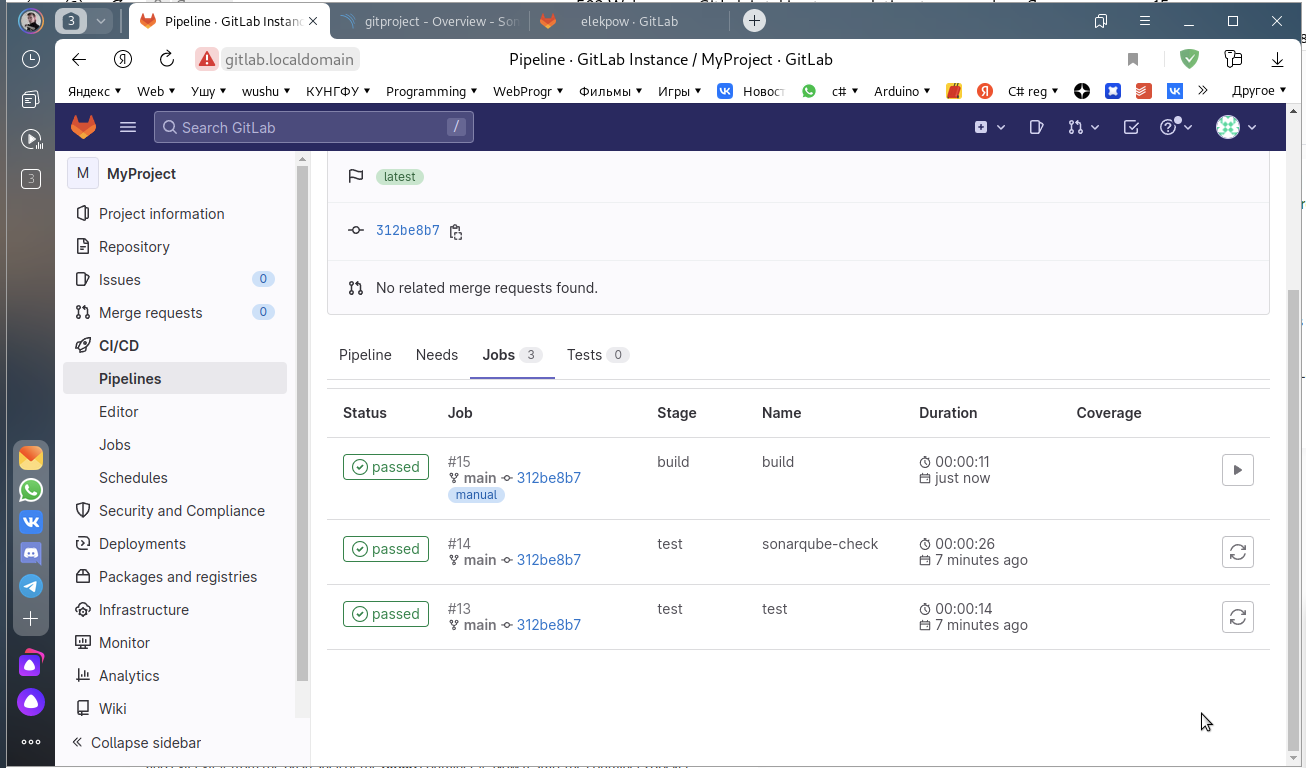 3
Pipeline · GitLab Instanc
gitproject - Overview - Son
elekpow · GitLab
gitlab.localdomain
Pipeline · GitLab Instance / MyProject · GitLab
Яндекс Web Ушу wushu КУНГФУ Programming WebProgr Фильмы Игры Новост c# Arduino C# reg Другое
Search GitLab /
3
M MyProject
Project information
Repository
Issues 0
Merge requests 0
CI/CD
Pipelines
Editor
Jobs
Schedules
Security and Compliance
Deployments
Packages and registries
Infrastructure
Monitor
Analytics
Wiki
Collapse sidebar
latest
312be8b7
No related merge requests found.
Pipeline Needs Jobs 3 Tests 0
Status Job Stage Name Duration Coverage
passed #15 build build 00:00:11
main 312be8b7 just now
manual
passed #14 test sonarqube-check 00:00:26
main 312be8b7 7 minutes ago
passed #13 test test 00:00:14
main 312be8b7 7 minutes ago